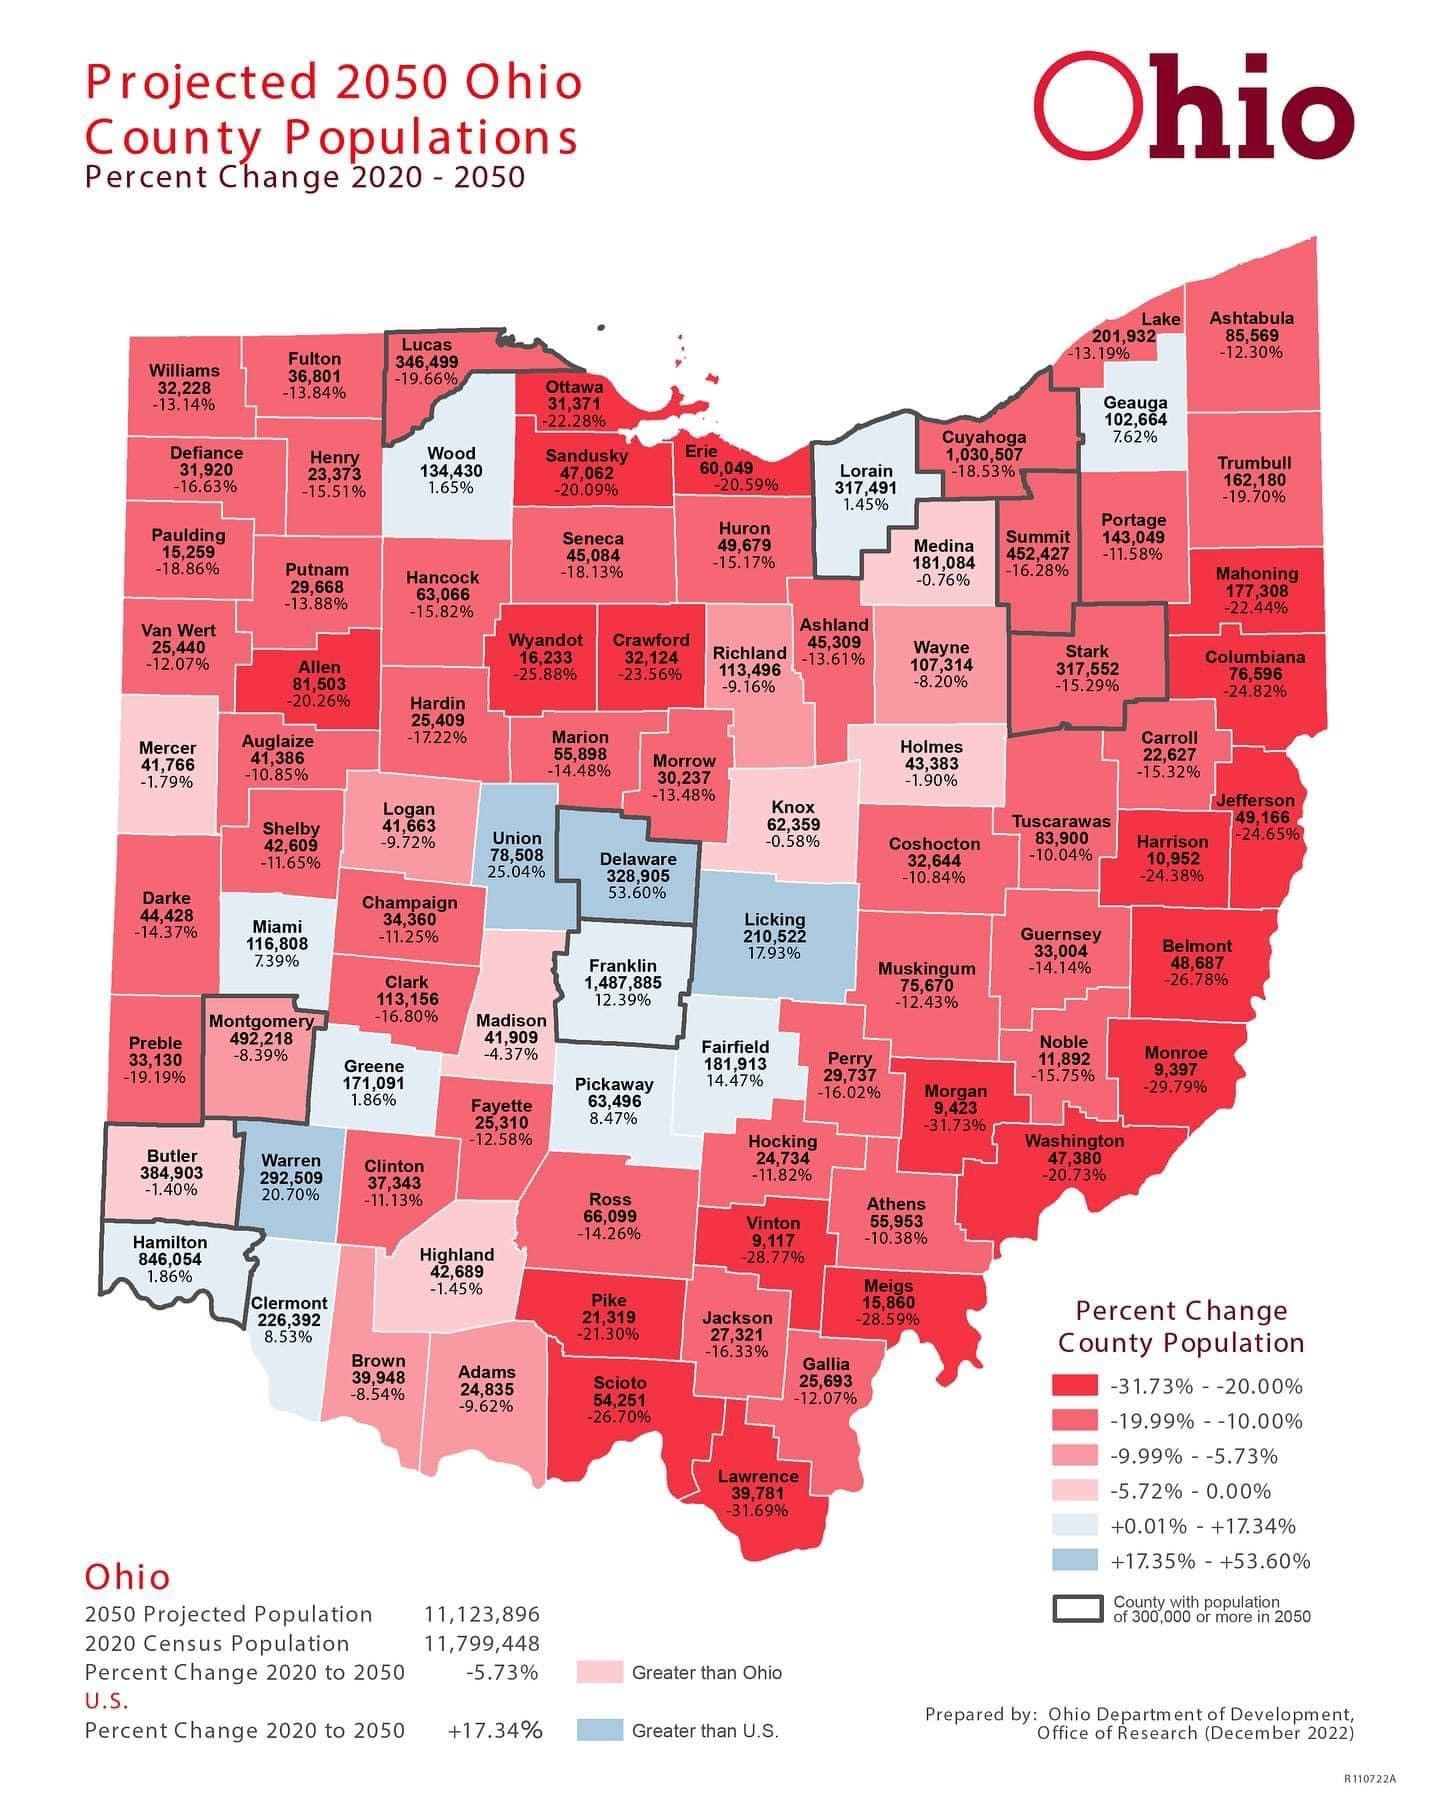 Projected 2050 Ohio
County Populations
Percent Change 2020 - 2050
Ohio
Williams
32,228
-13.14%
Fulton
36,801
-13.84%
Lucas
346,499
-19.66%
Ottawa
31,371
-22.28%
Lake
201,932
-13.19%
Ashtabula
85,569
-12.30%
Geauga
102,664
7.62%
Defiance
31,920
-16.63%
Henry
23,373
-15.51%
Wood
134,430
1.65%
Sandusky
47,062
-20.09%
Erie
60,049
-20.59%
Lorain
317,491
1.45%
Cuyahoga
1,030,507
-18.53%
Trumbull
162,180
-19.70%
Paulding
15,259
-18.86%
Putnam
29,668
-13.88%
Hancock
63,066
-15.82%
Seneca
45,084
-18.13%
Huron
49,679
-15.17%
Medina
181,084
-0.76%
Summit
452,427
-16.28%
Portage
143,049
-11.58%
Mahoning
177,308
-22.44%
Van Wert
25,440
-12.07%
Allen
81,503
-20.26%
Wyandot
16,233
-25.88%
Crawford
32,124
-23.56%
Richland
113,496
-9.16%
Ashland
45,309
-13.61%
Wayne
107,314
-8.20%
Stark
317,552
-15.29%
Columbiana
76,596
-24.82%
Mercer
41,766
-1.79%
Auglaize
41,386
-10.85%
Hardin
25,409
-17.22%
Marion
55,898
-14.48%
Morrow
30,237
-13.48%
Holmes
43,383
-1.90%
Carroll
22,627
-15.32%
Jefferson
49,166
-24.65%
Shelby
42,609
-11.65%
Logan
41,663
-9.72%
Union
78,508
25.04%
Delaware
328,905
53.60%
Knox
62,359
-0.58%
Coshocton
32,644
-10.84%
Tuscarawas
83,900
-10.04%
Harrison
10,952
-24.38%
Darke
44,428
-14.37%
Miami
116,808
7.39%
Champaign
34,360
-11.25%
Licking
210,522
17.93%
Guernsey
33,004
-14.14%
Belmont
48,687
-26.78%
Clark
113,156
-16.80%
Franklin
1,487,885
12.39%
Muskingum
75,670
-12.43%
Preble
33,130
-19.19%
Montgomery
492,218
-8.39%
Madison
41,909
-4.37%
Fairfield
181,913
14.47%
Perry
29,737
-16.02%
Noble
11,892
-15.75%
Monroe
9,397
-29.79%
Greene
171,091
1.86%
Fayette
25,310
-12.58%
Pickaway
63,496
8.47%
Morgan
9,423
-31.73%
Washington
47,380
-20.73%
Butler
384,903
-1.40%
Warren
292,509
20.70%
Clinton
37,343
-11.13%
Hocking
24,734
-11.82%
Ross
66,099
-14.26%
Athens
55,953
-10.38%
Hamilton
846,054
1.86%
Vinton
9,117
-28.77%
Highland
42,689
-1.45%
Clermont
226,392
8.53%
Pike
21,319
-21.30%
Jackson
27,321
-16.33%
Meigs
15,860
-28.59%
Brown
39,948
-8.54%
Adams
24,835
-9.62%
Scioto
54,251
-26.70%
Gallia
25,693
-12.07%
Lawrence
39,781
-31.69%
Percent Change
County Population
-31.73% - -20.00%
-19.99% - -10.00%
-9.99% - -5.73%
-5.72% - 0.00%
+0.01% - +17.34%
+17.35% - +53.60%
County with population
of 300,000 or more in 2050
Ohio
2050 Projected Population 11,123,896
2020 Census Population 11,799,448
Percent Change 2020 to 2050 -5.73% Greater than Ohio
U.S.
Percent Change 2020 to 2050 +17.34% Greater than U.S.
Prepared by: Ohio Department of Development,
Office of Research (December 2022)
R110722A